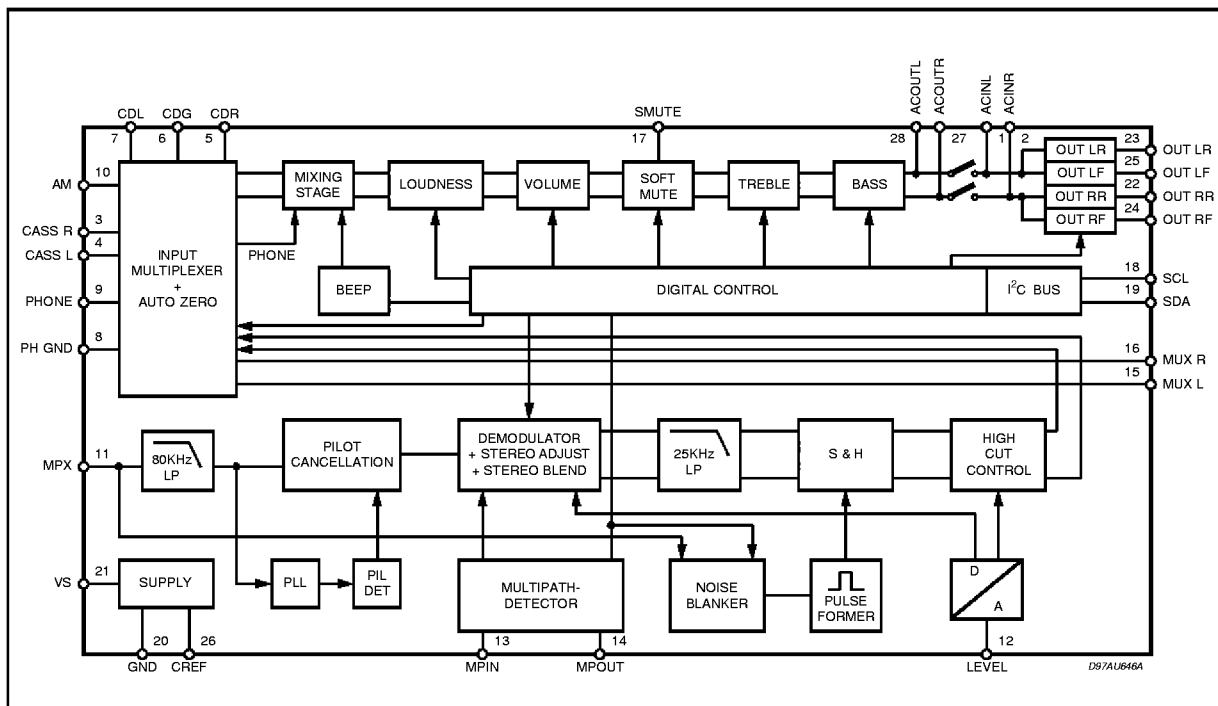 ACOUTL
ACOUTR
ACINL
ACINR
CDL
CDG
CDR
SMUTE
7
6
5
17
28
27
1
2
23
25
22
24
OUT LR
OUT LF
OUT RR
OUT RF
OUT LR
OUT LF
OUT RR
OUT RF
AM
10
CASS R
3
CASS L
4
PHONE
9
PH GND
8
INPUT
MULTIPLEXER
+
AUTO ZERO
MIXING
STAGE
LOUDNESS
VOLUME
SOFT
MUTE
TREBLE
BASS
PHONE
BEEP
DIGITAL CONTROL
I²C BUS
18
SCL
19
SDA
16
MUX R
15
MUX L
MPX
11
80KHz
LP
PILOT
CANCELLATION
DEMODULATOR
+ STEREO ADJUST
+ STEREO BLEND
25KHz
LP
S & H
HIGH
CUT
CONTROL
VS
21
SUPPLY
PLL
PIL
DET
MULTIPATH-
DETECTOR
NOISE
BLANKER
PULSE
FORMER
D
A
20
26
13
14
12
GND
CREF
MPIN
MPOUT
LEVEL
D97AU646A